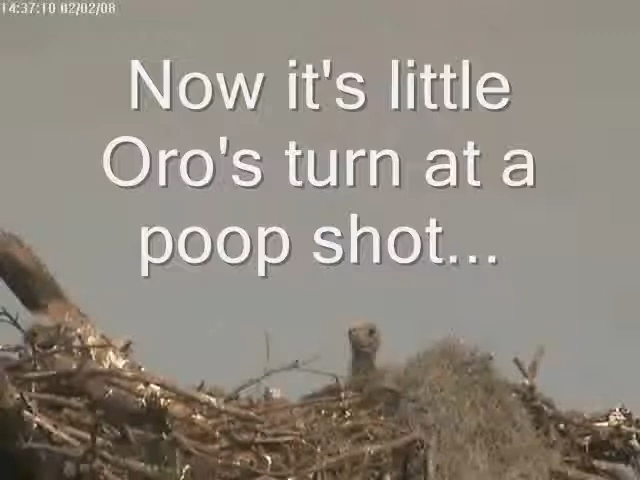 14:37:10 02/02/08
Now it's little
Oro's turn at a
poop shot...